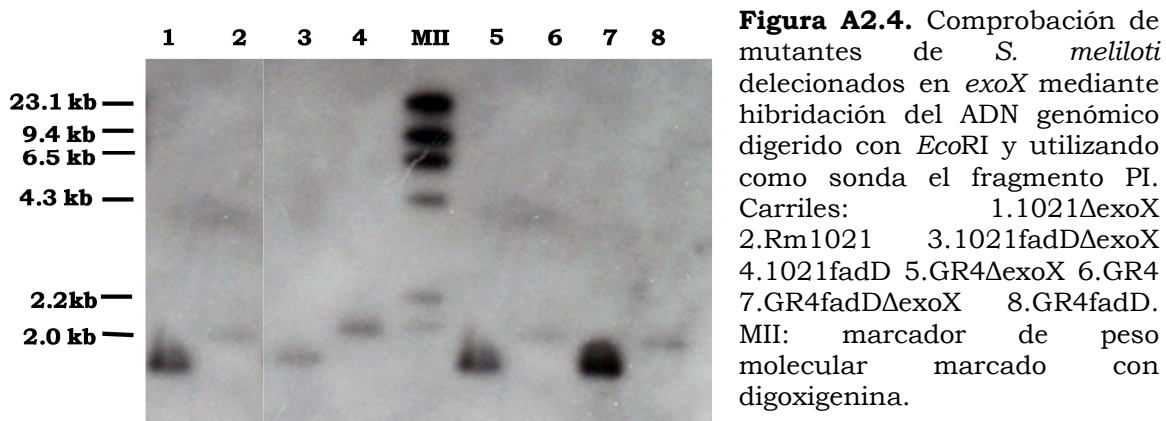 1 2 3 4 MII 5 6 7 8
23.1 kb
9.4 kb
6.5 kb
4.3 kb
2.2kb
2.0 kb
Figura A2.4. Comprobación de
mutantes de S. meliloti
delecionados en exoX mediante
hibridación del ADN genómico
digerido con EcoRI y utilizando
como sonda el fragmento PI.
Carriles: 1.1021ΔexoX
2.Rm1021 3.1021fadDΔexoX
4.1021fadD 5.GR4ΔexoX 6.GR4
7.GR4fadDΔexoX 8.GR4fadD.
MII: marcador de peso
molecular marcado con
digoxigenina.